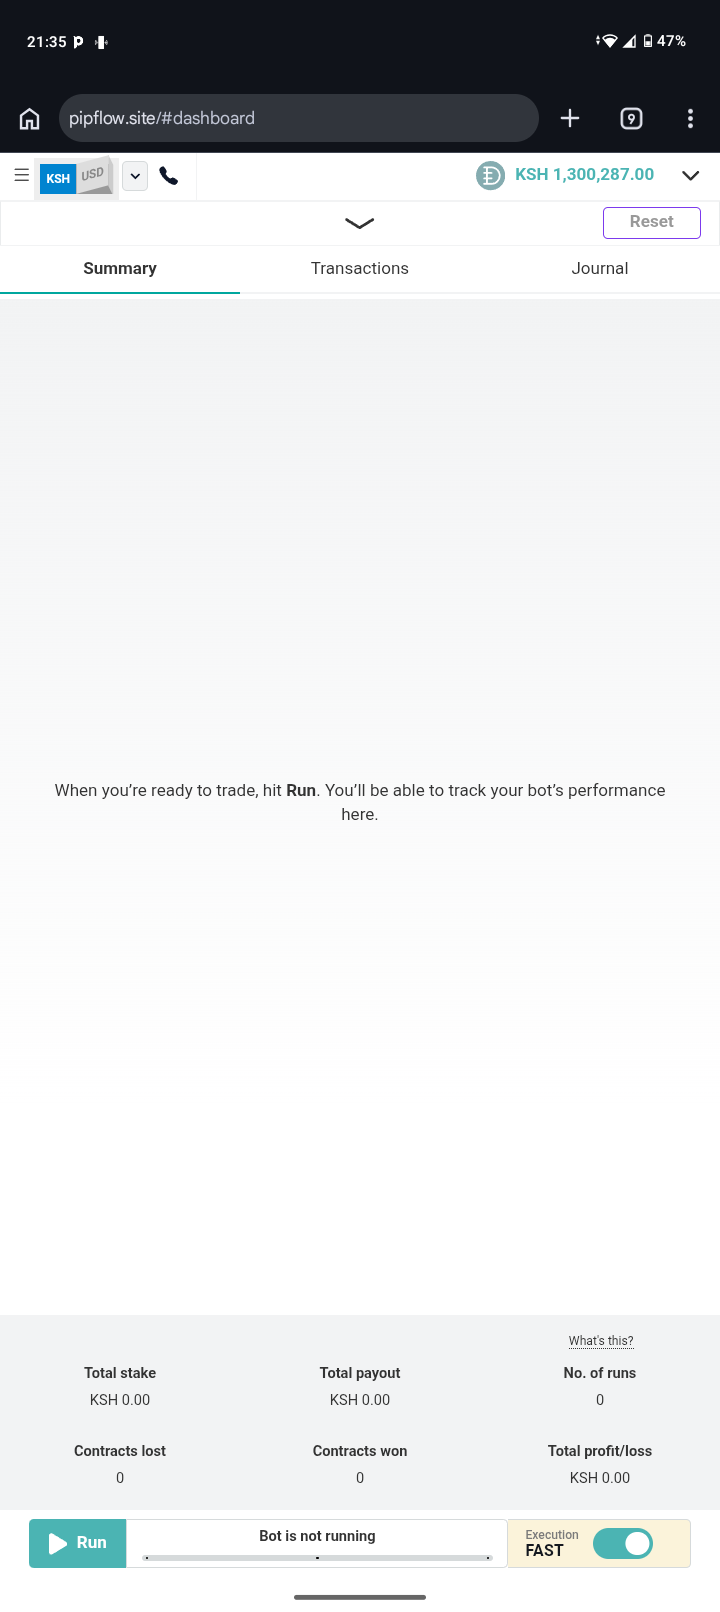 21:35
47%
pipflow.site/#dashboard
9
KSH USD
KSH 1,300,287.00
Reset
Summary Transactions Journal
When you're ready to trade, hit Run. You'll be able to track your bot's performance
here.
What's this?
Total stake Total payout No. of runs
KSH 0.00 KSH 0.00 0
Contracts lost Contracts won Total profit/loss
0 0 KSH 0.00
Run
Bot is not running
Execution
FAST